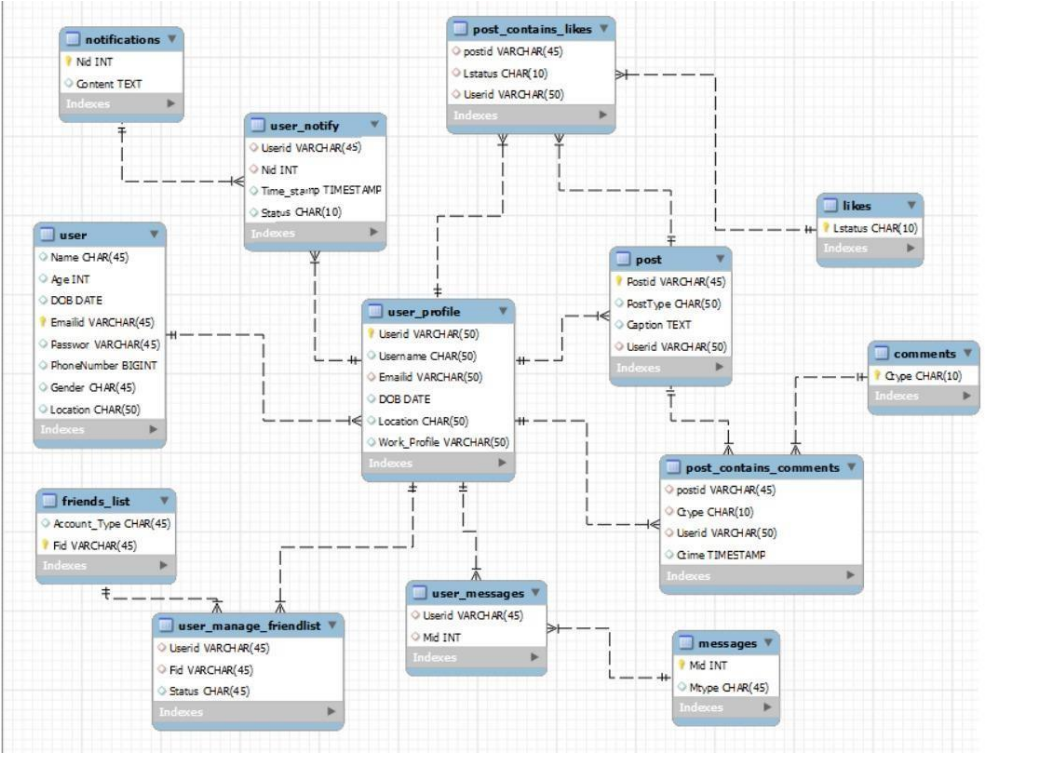 notifications
Nid INT
Content TEXT
Indexes
post_contains_likes
postid VARCHAR(45)
Lstatus CHAR(10)
Userid VARCHAR(50)
Indexes
user_notify
Userid VARCHAR(45)
Nid INT
Time_stamp TIMESTAMP
Status CHAR(10)
Indexes
likes
Lstatus CHAR(10)
Indexes
user
Name CHAR(45)
Age INT
DOB DATE
Emailid VARCHAR(45)
Passwor VARCHAR(45)
PhoneNumber BIGINT
Gender CHAR(45)
Location CHAR(50)
Indexes
post
Postid VARCHAR(45)
PostType CHAR(50)
Caption TEXT
Userid VARCHAR(50)
Indexes
user_profile
Userid VARCHAR(50)
Username CHAR(50)
Emailid VARCHAR(50)
DOB DATE
Location CHAR(50)
Work_Profile VARCHAR(50)
Indexes
comments
Ctype CHAR(10)
Indexes
post_contains_comments
postid VARCHAR(45)
Ctype CHAR(10)
Userid VARCHAR(50)
Ctime TIMESTAMP
Indexes
friends_list
Account_Type CHAR(45)
Fid VARCHAR(45)
Indexes
user_manage_friendlist
Userid VARCHAR(45)
Fid VARCHAR(45)
Status CHAR(45)
Indexes
user_messages
Userid VARCHAR(45)
Mid INT
Indexes
messages
Mid INT
Mtype CHAR(45)
Indexes